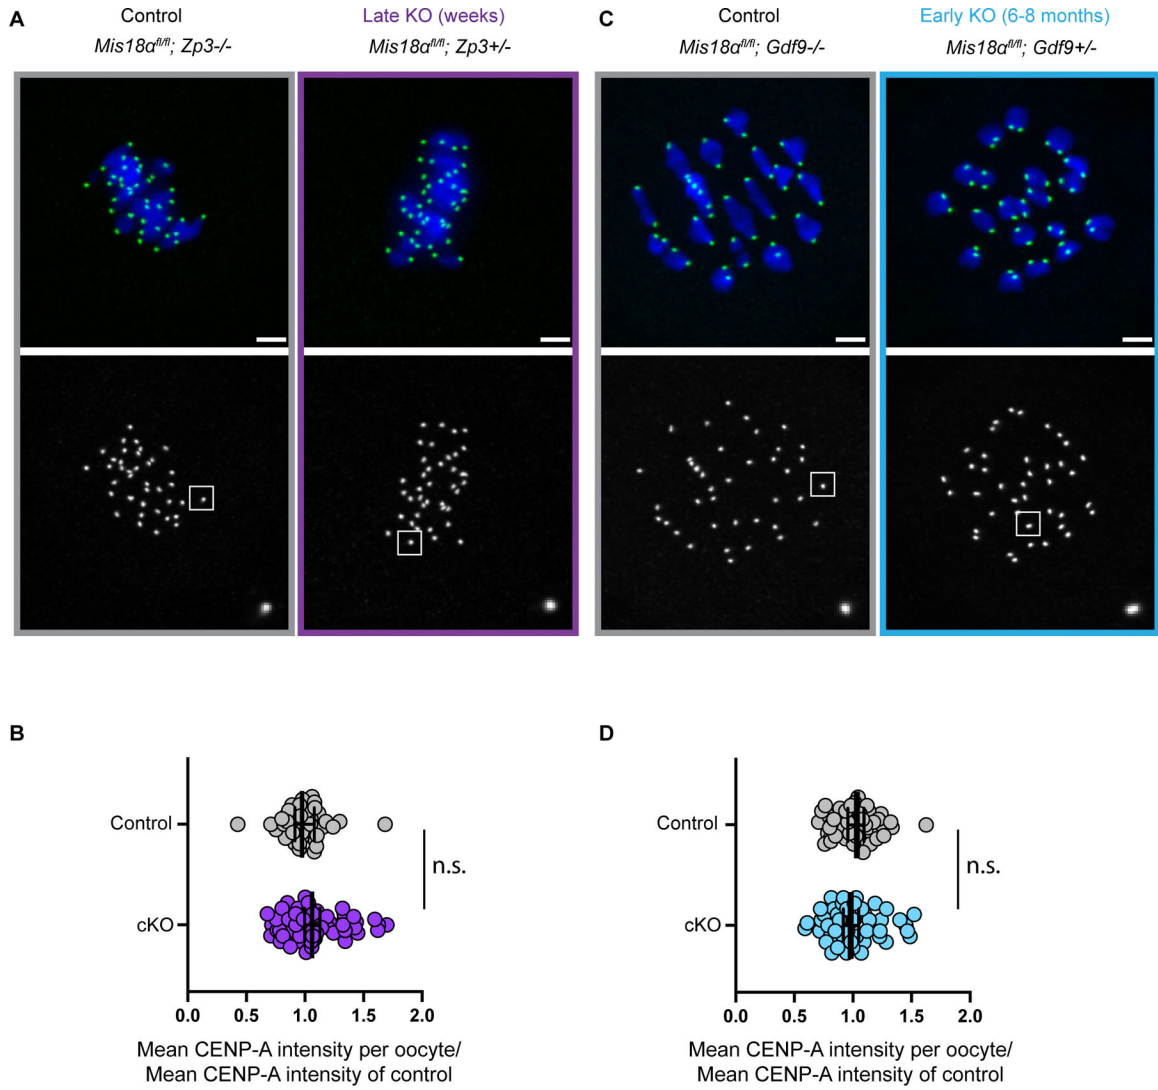 A
Control
Mis18α^fl/fl; Zp3-/-
Late KO (weeks)
Mis18α^fl/fl; Zp3+/-
C
Control
Mis18α^fl/fl; Gdf9-/-
Early KO (6-8 months)
Mis18α^fl/fl; Gdf9+/-
B
Control
cKO
n.s.
0.0 0.5 1.0 1.5 2.0
Mean CENP-A intensity per oocyte/
Mean CENP-A intensity of control
D
Control
cKO
n.s.
0.0 0.5 1.0 1.5 2.0
Mean CENP-A intensity per oocyte/
Mean CENP-A intensity of control